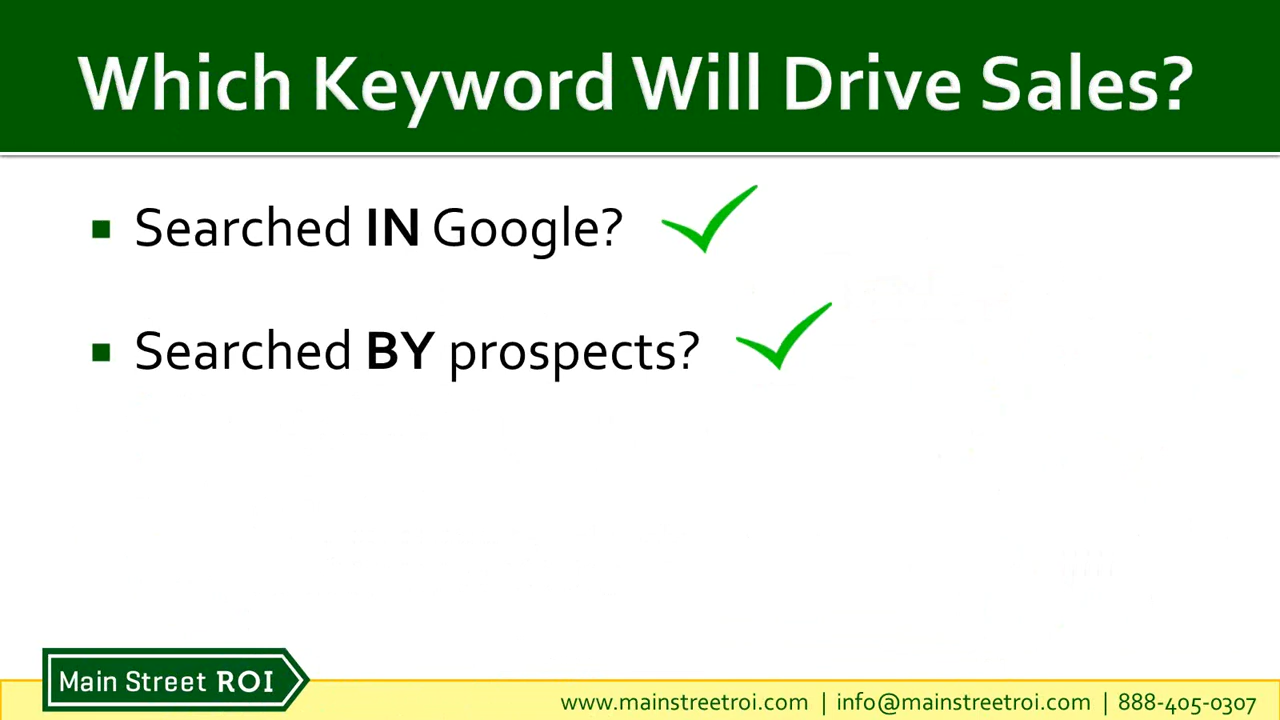 Which Keyword Will Drive Sales?
Searched IN Google?
Searched BY prospects?
Main Street ROI
www.mainstreetroi.com | info@mainstreetroi.com | 888-405-0307